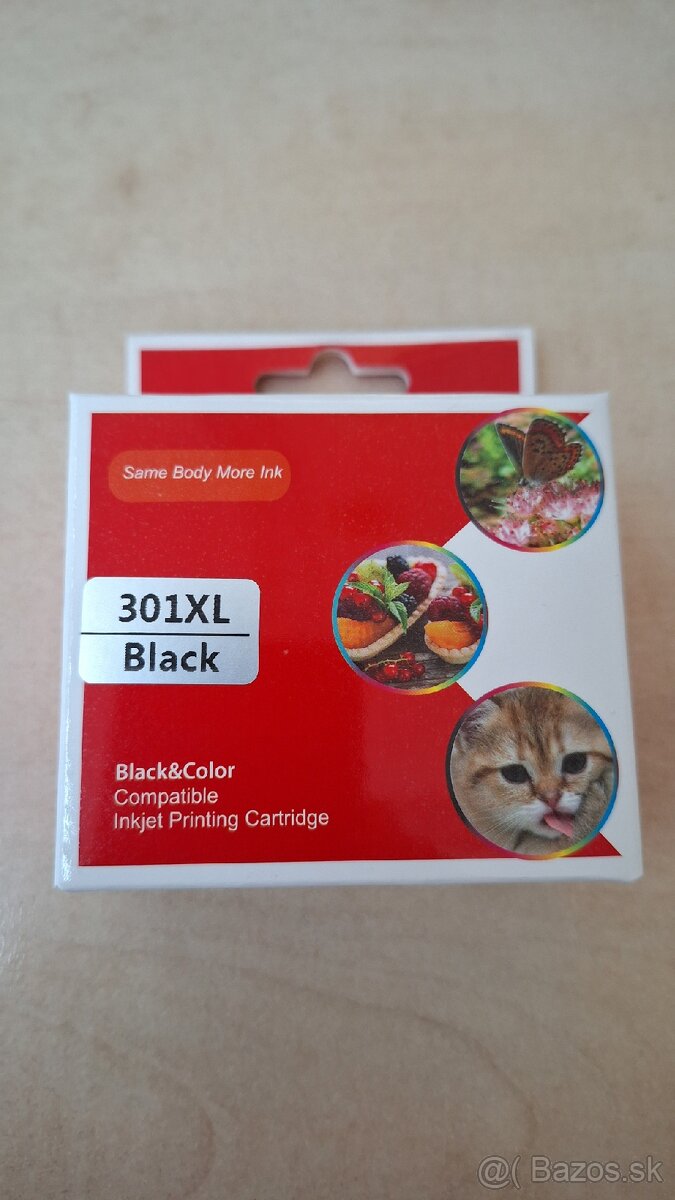 Same Body More Ink
301XL
Black
Black&Color
Compatible
Inkjet Printing Cartridge
@( Bazos.sk